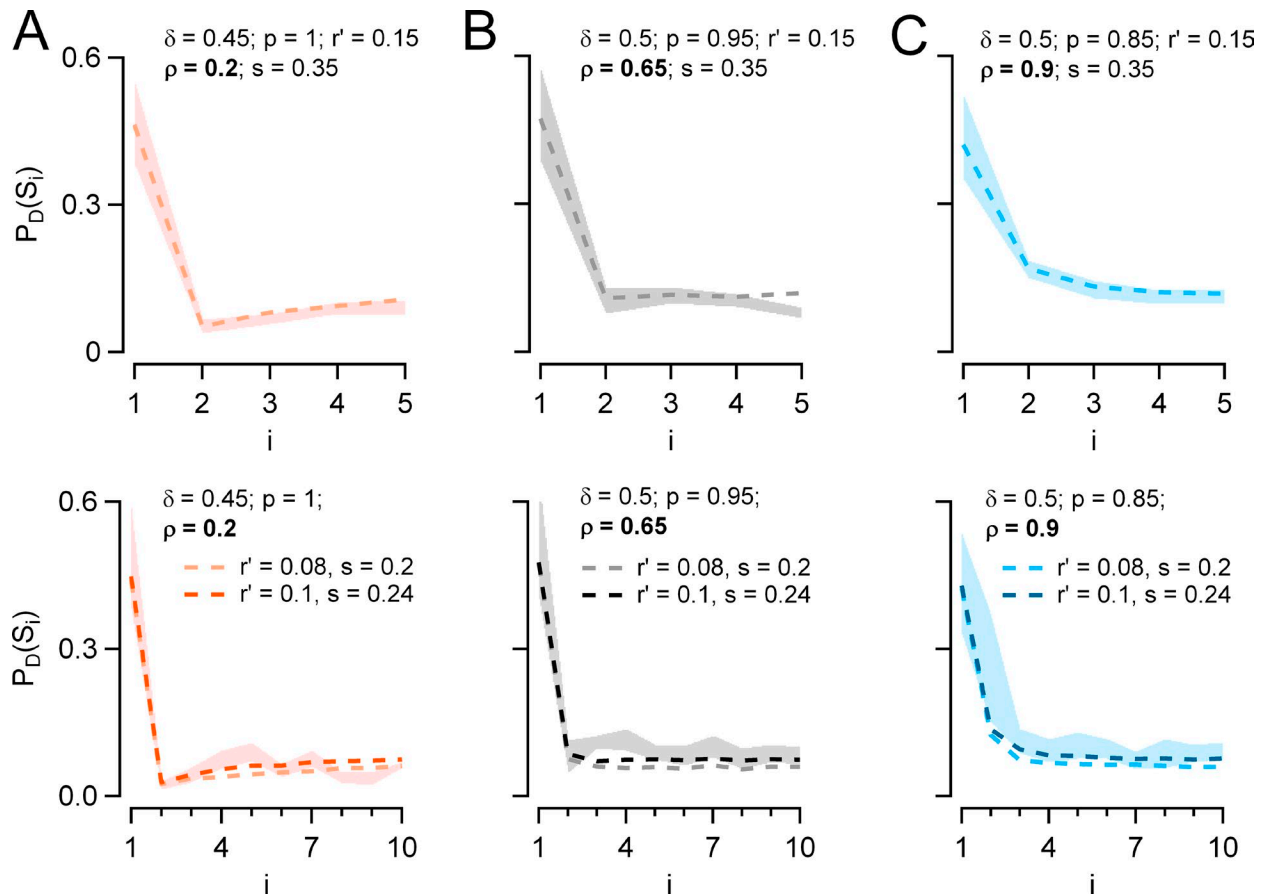 A
δ = 0.45; p = 1; r' = 0.15
ρ = 0.2; s = 0.35
0.6
0.3
0
P_D(S_i)
1 2 3 4 5
i
B
δ = 0.5; p = 0.95; r' = 0.15
ρ = 0.65; s = 0.35
1 2 3 4 5
i
C
δ = 0.5; p = 0.85; r' = 0.15
ρ = 0.9; s = 0.35
1 2 3 4 5
i
δ = 0.45; p = 1;
ρ = 0.2
r' = 0.08, s = 0.2
r' = 0.1, s = 0.24
0.6
0.3
0.0
P_D(S_i)
1 4 7 10
i
δ = 0.5; p = 0.95;
ρ = 0.65
r' = 0.08, s = 0.2
r' = 0.1, s = 0.24
1 4 7 10
i
δ = 0.5; p = 0.85;
ρ = 0.9
r' = 0.08, s = 0.2
r' = 0.1, s = 0.24
1 4 7 10
i